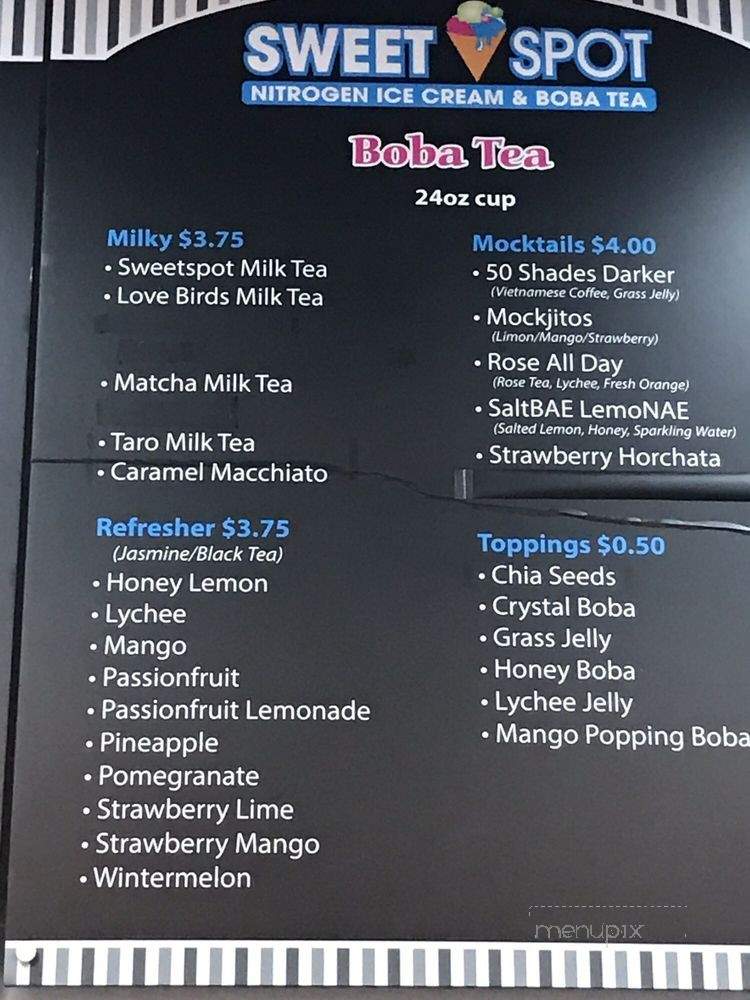 SWEET SPOT
NITROGEN ICE CREAM & BOBA TEA
Boba Tea
24oz cup
Milky $3.75
• Sweetspot Milk Tea
• Love Birds Milk Tea
• Matcha Milk Tea
• Taro Milk Tea
• Caramel Macchiato
Refresher $3.75
(Jasmine/Black Tea)
• Honey Lemon
• Lychee
• Mango
• Passionfruit
• Passionfruit Lemonade
• Pineapple
• Pomegranate
• Strawberry Lime
• Strawberry Mango
• Wintermelon
Mocktails $4.00
• 50 Shades Darker
(Vietnamese Coffee, Grass Jelly)
• Mockjitos
(Limon/Mango/Strawberry)
• Rose All Day
(Rose Tea, Lychee, Fresh Orange)
• SaltBAE LemoNAE
(Salted Lemon, Honey, Sparkling Water)
• Strawberry Horchata
Toppings $0.50
• Chia Seeds
• Crystal Boba
• Grass Jelly
• Honey Boba
• Lychee Jelly
• Mango Popping Boba
menupix